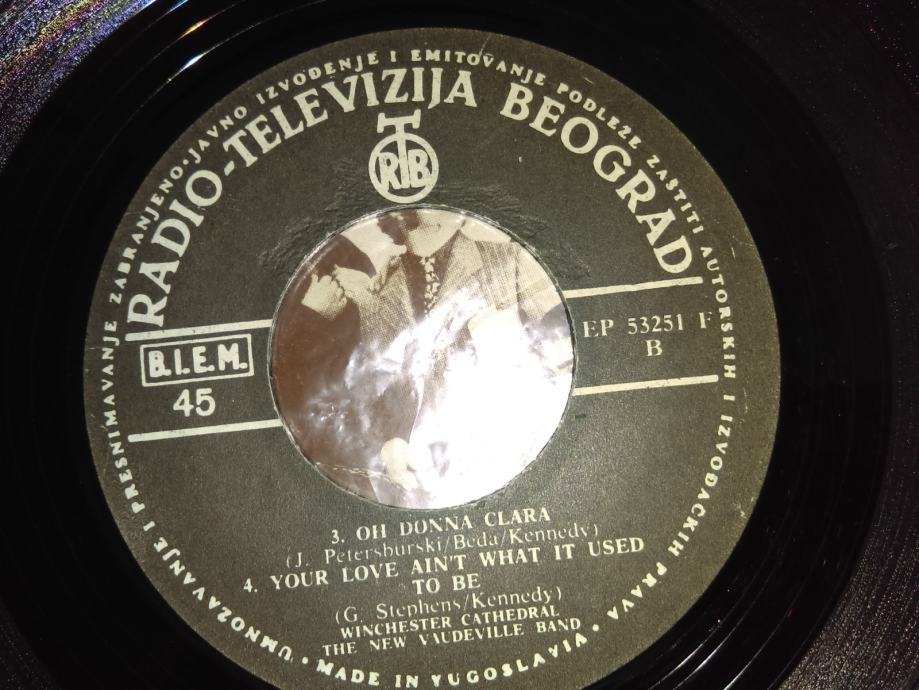 UMNOŽAVANJE I PRESNIMAVANJE ZABRANJENO • JAVNO IZVOĐENJE I EMITOVANJE PODLEŽE ZAŠTITI AUTORSKIH I IZVOĐAČKIH PRAVA • MADE IN YUGOSLAVIA •
RADIO-TELEVIZIJA BEOGRAD
RTB
B.I.E.M.
45
EP 53251 F
B
3. OH DONNA CLARA
(J. Petersburski/Beda/Kennedy)
4. YOUR LOVE AIN'T WHAT IT USED
TO BE
(G. Stephens/Kennedy)
WINCHESTER CATHEDRAL
THE NEW VAUDEVILLE BAND